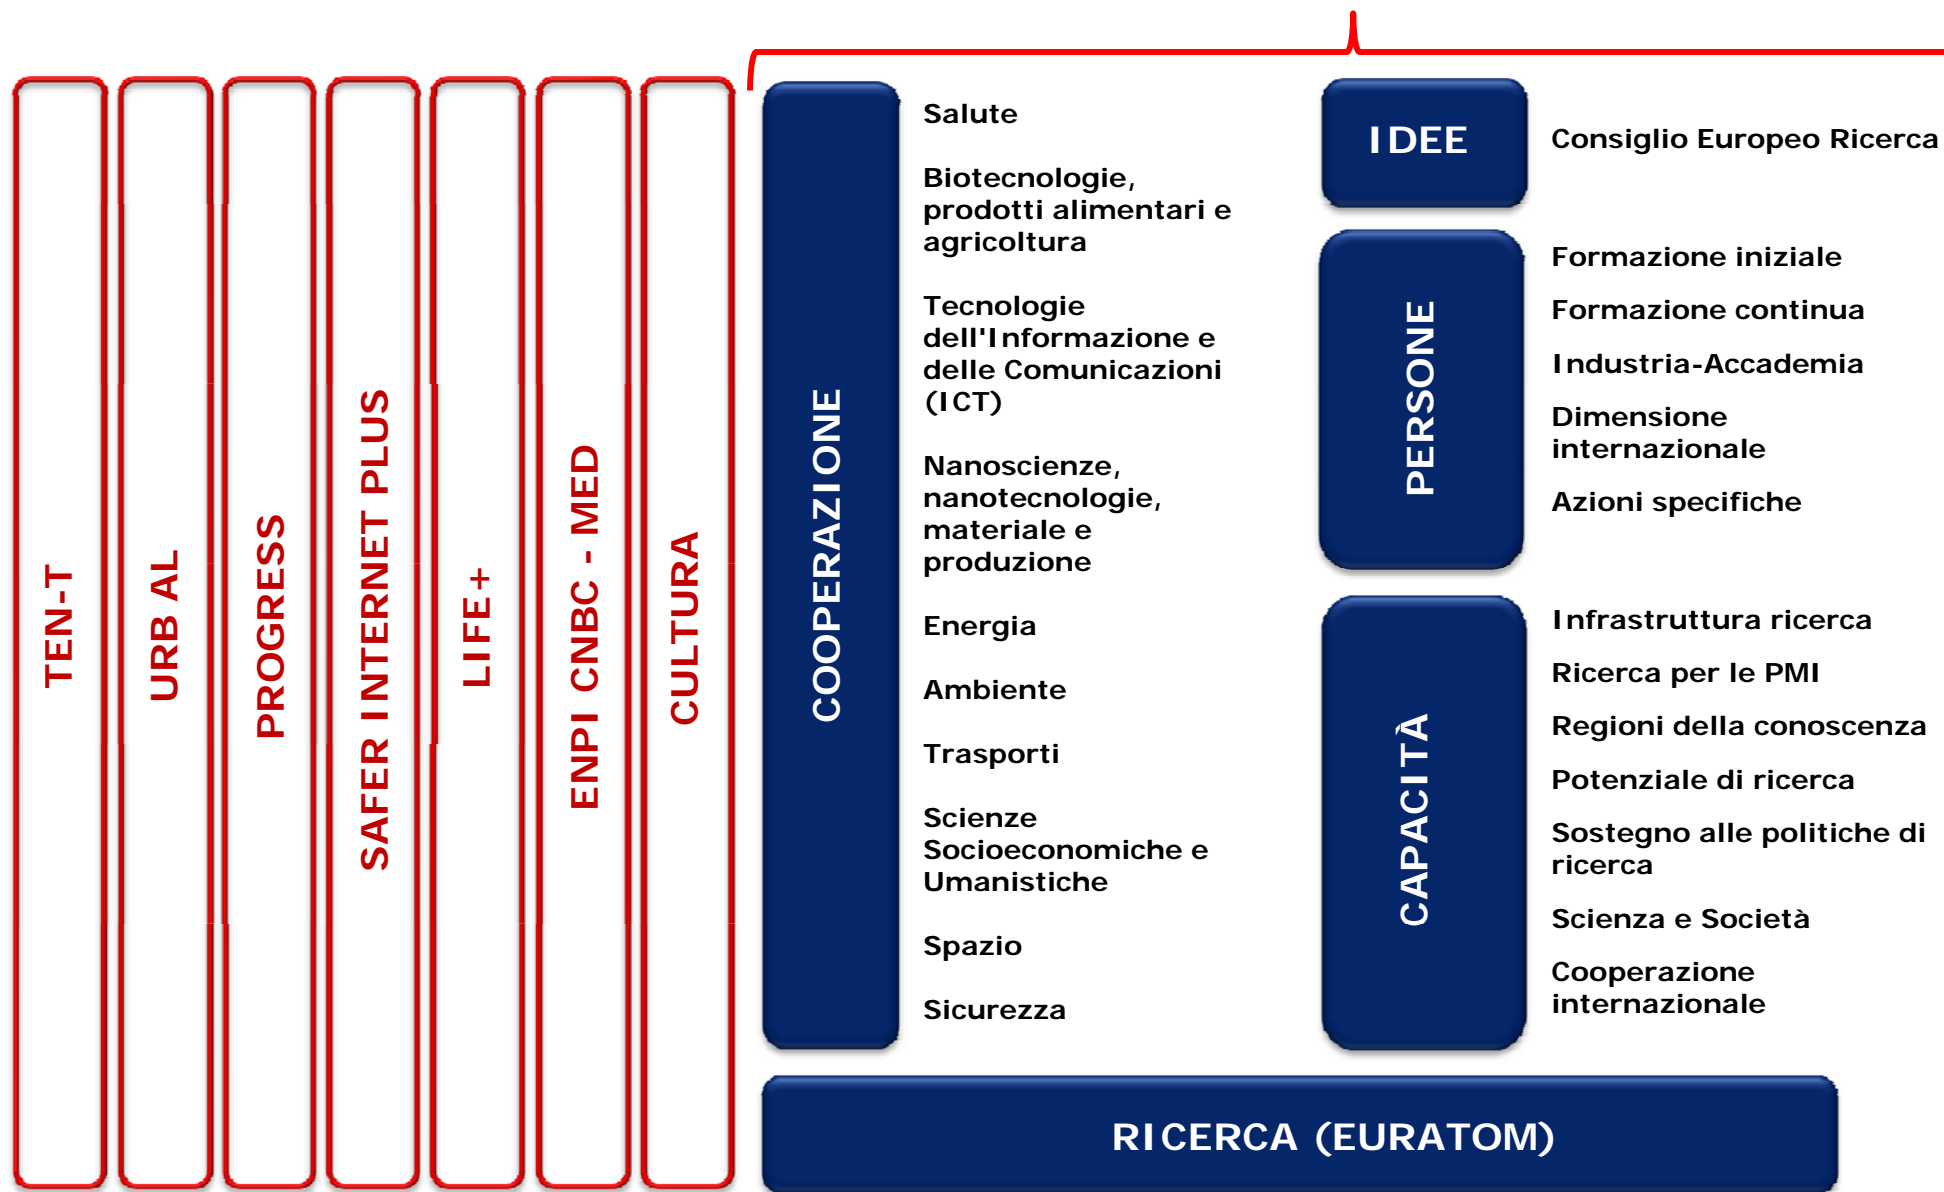 TEN-T
URB AL
PROGRESS
SAFER INTERNET PLUS
LIFE+
ENPI CNBC - MED
CULTURA
COOPERAZIONE
Salute
Biotecnologie,
prodotti alimentari e
agricoltura
Tecnologie
dell'Informazione e
delle Comunicazioni
(ICT)
Nanoscienze,
nanotecnologie,
materiale e
produzione
Energia
Ambiente
Trasporti
Scienze
Socioeconomiche e
Umanistiche
Spazio
Sicurezza
IDEE
Consiglio Europeo Ricerca
PERSONE
Formazione iniziale
Formazione continua
Industria-Accademia
Dimensione
internazionale
Azioni specifiche
CAPACITÀ
Infrastruttura ricerca
Ricerca per le PMI
Regioni della conoscenza
Potenziale di ricerca
Sostegno alle politiche di
ricerca
Scienza e Società
Cooperazione
internazionale
RICERCA (EURATOM)